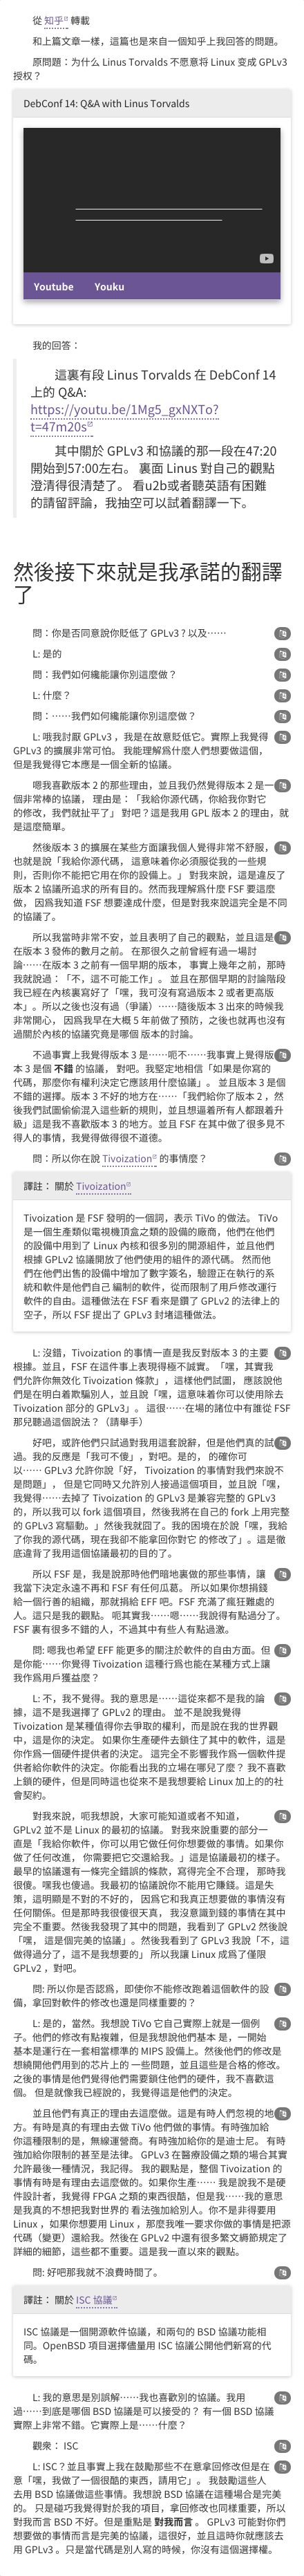 從 知乎 轉載
和上篇文章一樣，這篇也是來自一個知乎上我回答的問題。
原問題：为什么 Linus Torvalds 不愿意将 Linux 变成 GPLv3
授权？
DebConf 14: Q&A with Linus Torvalds
Youtube Youku
我的回答：
這裏有段 Linus Torvalds 在 DebConf 14
上的 Q&A:
https://youtu.be/1Mg5_gxNXTo?
t=47m20s
其中關於 GPLv3 和協議的那一段在47:20
開始到57:00左右。 裏面 Linus 對自己的觀點
澄清得很清楚了。 看u2b或者聽英語有困難
的請留評論，我抽空可以試着翻譯一下。
然後接下來就是我承諾的翻譯
了
問：你是否同意說你貶低了 GPLv3 ? 以及……
L: 是的
問：我們如何纔能讓你別這麼做？
L: 什麼？
問：……我們如何纔能讓你別這麼做？
L: 哦我討厭 GPLv3 ，我是在故意貶低它。實際上我覺得
GPLv3 的擴展非常可怕。 我能理解爲什麼人們想要做這個，
但是我覺得它本應是一個全新的協議。
嗯我喜歡版本 2 的那些理由，並且我仍然覺得版本 2 是一
個非常棒的協議， 理由是：「我給你源代碼，你給我你對它
的修改，我們就扯平了」 對吧？這是我用 GPL 版本 2 的理由，就
是這麼簡單。
然後版本 3 的擴展在某些方面讓我個人覺得非常不舒服，
也就是說「我給你源代碼， 這意味着你必須服從我的一些規
則，否則你不能把它用在你的設備上。」 對我來說，這是違反了
版本 2 協議所追求的所有目的。然而我理解爲什麼 FSF 要這麼
做， 因爲我知道 FSF 想要達成什麼，但是對我來說這完全是不同
的協議了。
所以我當時非常不安，並且表明了自己的觀點，並且這是
在版本 3 發佈的數月之前。 在那很久之前曾經有過一場討
論……在版本 3 之前有一個早期的版本， 事實上幾年之前，那時
我就說過：「不，這不可能工作」。 並且在那個早期的討論階段
我已經在內核裏寫好了「嘿，我可沒有寫過版本 2 或者更高版
本」。所以之後也沒有過（爭議）……隨後版本 3 出來的時候我
非常開心， 因爲我早在大概 5 年前做了預防，之後也就再也沒有
過關於內核的協議究竟是哪個 版本的討論。
不過事實上我覺得版本 3 是……呃不……我事實上覺得版
本 3 是個 不錯 的協議， 對吧。我堅定地相信「如果是你寫的
代碼，那麼你有權利決定它應該用什麼協議」。 並且版本 3 是個
不錯的選擇。版本 3 不好的地方在……「我們給你了版本 2 ，然
後我們試圖偷偷混入這些新的規則，並且想逼着所有人都跟着升
級」這是我不喜歡版本 3 的地方。並且 FSF 在其中做了很多見不
得人的事情，我覺得做得很不道德。
問：所以你在說 Tivoization 的事情麼？
譯註： 關於 Tivoization
Tivoization 是 FSF 發明的一個詞，表示 TiVo 的做法。 TiVo
是一個生產類似電視機頂盒之類的設備的廠商，他們在他們
的設備中用到了 Linux 內核和很多別的開源組件，並且他們
根據 GPLv2 協議開放了他們使用的組件的源代碼。 然而他
們在他們出售的設備中增加了數字簽名，驗證正在執行的系
統和軟件是他們自己 編制的軟件，從而限制了用戶修改運行
軟件的自由。這種做法在 FSF 看來是鑽了 GPLv2 的法律上的
空子，所以 FSF 提出了 GPLv3 封堵這種做法。
L: 沒錯，Tivoization 的事情一直是我反對版本 3 的主要
根據。並且，FSF 在這件事上表現得極不誠實。「嘿，其實我
們允許你無效化 Tivoization 條款」，這樣他們試圖， 應該說他
們是在明白着欺騙別人，並且說「嘿，這意味着你可以使用除去
Tivoization 部分的 GPLv3」。 這很……在場的諸位中有誰從 FSF
那兒聽過這個說法？（請舉手）
好吧，或許他們只試過對我用這套說辭，但是他們真的試
過。我的反應是「我可不傻」，對吧。是的， 的確你可
以…… GPLv3 允許你說「好， Tivoization 的事情對我們來說不
是問題」， 但是它同時又允許別人接過這個項目，並且說「嘿，
我覺得……去掉了 Tivoization 的 GPLv3 是兼容完整的 GPLv3
的，所以我可以 fork 這個項目，然後我將在自己的 fork 上用完整
的 GPLv3 寫驅動。」然後我就囧了。我的困境在於說「嘿，我給
了你我的源代碼，現在我卻不能拿回你對它 的修改了」。這是徹
底違背了我用這個協議最初的目的了。
所以 FSF 是，我是說那時他們暗地裏做的那些事情，讓
我當下決定永遠不再和 FSF 有任何瓜葛。 所以如果你想捐錢
給一個行善的組織，那就捐給 EFF 吧。FSF 充滿了瘋狂難處的
人。這只是我的觀點。 呃其實我……嗯……我說得有點過分了。
FSF 裏有很多不錯的人，不過其中有些人有點過激。
問: 嗯我也希望 EFF 能更多的關注於軟件的自由方面。但
是你能……你覺得 Tivoization 這種行爲也能在某種方式上讓
我作爲用戶獲益麼？
L: 不，我不覺得。我的意思是……這從來都不是我的論
據，這不是我選擇了 GPLv2 的理由。 並不是說我覺得
Tivoization 是某種值得你去爭取的權利，而是說在我的世界觀
中，這是你的決定。 如果你生產硬件去鎖住了其中的軟件，這是
你作爲一個硬件提供者的決定。 這完全不影響我作爲一個軟件提
供者給你軟件的決定。你能看出我的立場在哪兒了麼？ 我不喜歡
上鎖的硬件，但是同時這也從來不是我想要給 Linux 加上的的社
會契約。
對我來說，呃我想說，大家可能知道或者不知道，
GPLv2 並不是 Linux 的最初的協議。 對我來說重要的部分一
直是「我給你軟件，你可以用它做任何你想要做的事情。如果你
做了任何改進， 你需要把它交還給我。」這是協議最初的樣子。
最早的協議還有一條完全錯誤的條款，寫得完全不合理， 那時我
很傻。嘿我也傻過。我最初的協議說你不能用它賺錢。這是失
策，這明顯是不對的不好的， 因爲它和我真正想要做的事情沒有
任何關係。但是那時我很傻很天真， 我沒意識到錢的事情在其中
完全不重要。然後我發現了其中的問題，我看到了 GPLv2 然後說
「嘿， 這是個完美的協議」。然後我看到了 GPLv3 我說「不，這
做得過分了，這不是我想要的」 所以我讓 Linux 成爲了僅限
GPLv2 ，對吧。
問: 所以你是否認爲，即使你不能修改跑着這個軟件的設
備，拿回對軟件的修改也還是同樣重要的？
L: 是的，當然。我想說 TiVo 它自己實際上就是一個例
子。他們的修改有點複雜，但是我想說他們基本 是，一開始
基本是運行在一套相當標準的 MIPS 設備上。然後他們的修改是
想繞開他們用到的芯片上的 一些問題，並且這些是合格的修改。
之後的事情是他們覺得他們需要鎖住他們的硬件，我不喜歡這
個。 但是就像我已經說的，我覺得這是他們的決定。
並且他們有真正的理由去這麼做。這是有時人們忽視的地
方。有時是真的有理由去做 TiVo 他們做的事情。有時強加給
你這種限制的是，無線運營商。有時強加給你的是迪士尼。 有時
強加給你限制的甚至是法律。 GPLv3 在醫療設備之類的場合其實
允許最後一種情況，我記得。 我的觀點是，整個 Tivoization 的
事情有時是有理由去這麼做的。如果你生產…… 我是說我不是硬
件設計者，我覺得 FPGA 之類的東西很酷，但是我……我的意思
是我真的不想把我對世界的 看法強加給別人。你不是非得要用
Linux ，如果你想要用 Linux ，那麼我唯一要求你做的事情是把源
代碼（變更）還給我。然後在 GPLv2 中還有很多繁文縟節規定了
詳細的細節，這些都不重要。這是我一直以來的觀點。
問: 好吧那我就不浪費時間了。
譯註： 關於 ISC 協議
ISC 協議是一個開源軟件協議，和兩句的 BSD 協議功能相
同。OpenBSD 項目選擇儘量用 ISC 協議公開他們新寫的代
碼。
L: 我的意思是別誤解……我也喜歡別的協議。我用
過……到底是哪個 BSD 協議是可以接受的？ 有一個 BSD 協議
實際上非常不錯。它實際上是……什麼？
觀衆： ISC
L: ISC？並且事實上我在鼓勵那些不在意拿回修改但是在
意「嘿，我做了一個很酷的東西，請用它」。 我鼓勵這些人
去用 BSD 協議做這些事情。我想說 BSD 協議在這種場合是完美
的。 只是碰巧我覺得對於我的項目，拿回修改也同樣重要，所以
對我而言 BSD 不好。但是重點是 對我而言 。 GPLv3 可能對你們
想要做的事情而言是完美的協議，這很好，並且這時你就應該去
用 GPLv3 。只是當代碼是別人寫的時候，你沒有這個選擇權。